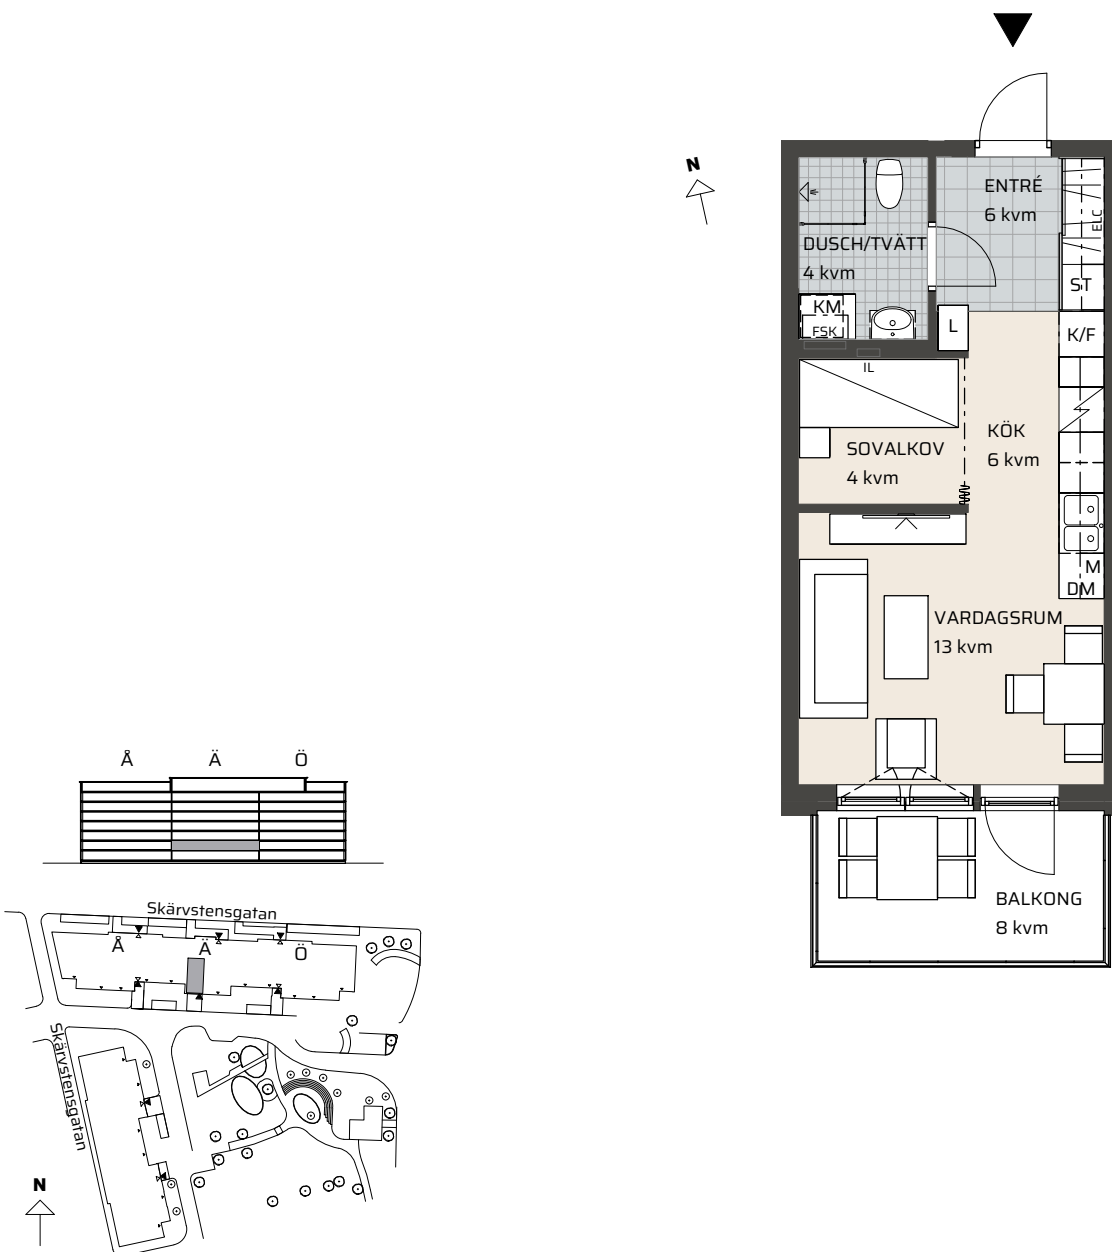 N
ENTRÉ
6 kvm
ELC
DUSCH/TVÄTT
4 kvm
ST
KM
FSK
L
K/F
IL
KÖK
6 kvm
SOVALKOV
4 kvm
M
DM
VARDAGSRUM
13 kvm
BALKONG
8 kvm
Å Ä Ö
Skärvstensgatan
Å Ä Ö
Skärvstensgatan
N